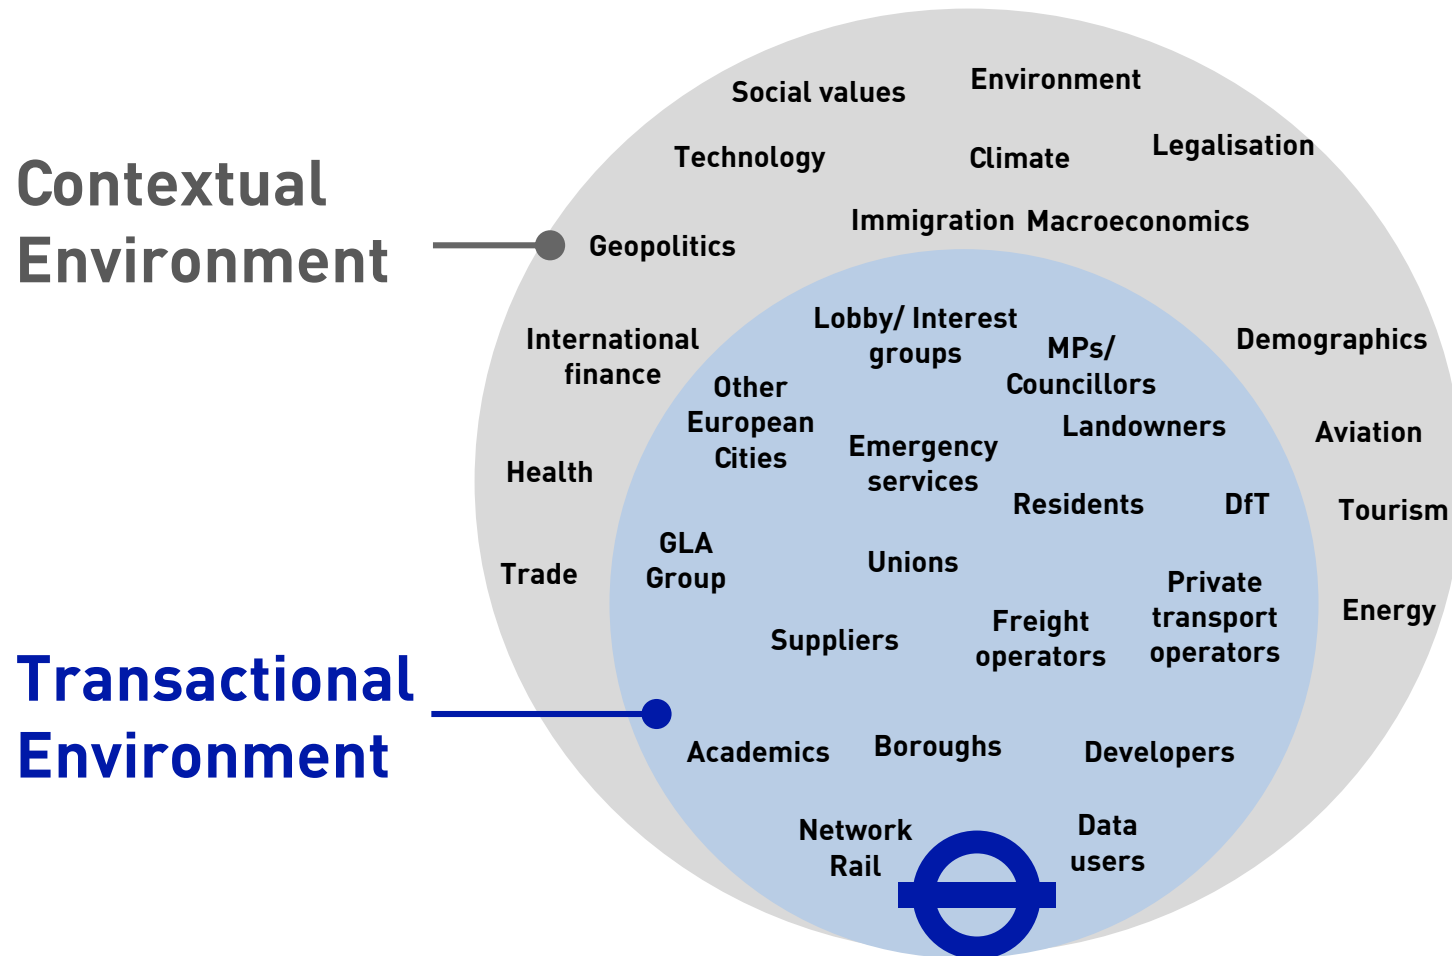 Contextual
Environment
Transactional
Environment
Social values
Environment
Technology
Climate
Legalisation
Immigration
Macroeconomics
Geopolitics
International
finance
Demographics
Aviation
Health
Tourism
Trade
Energy
Lobby/ Interest
groups
MPs/
Councillors
Other
European
Cities
Landowners
Emergency
services
Residents
DfT
GLA
Group
Unions
Private
transport
operators
Suppliers
Freight
operators
Academics
Boroughs
Developers
Network
Rail
Data
users